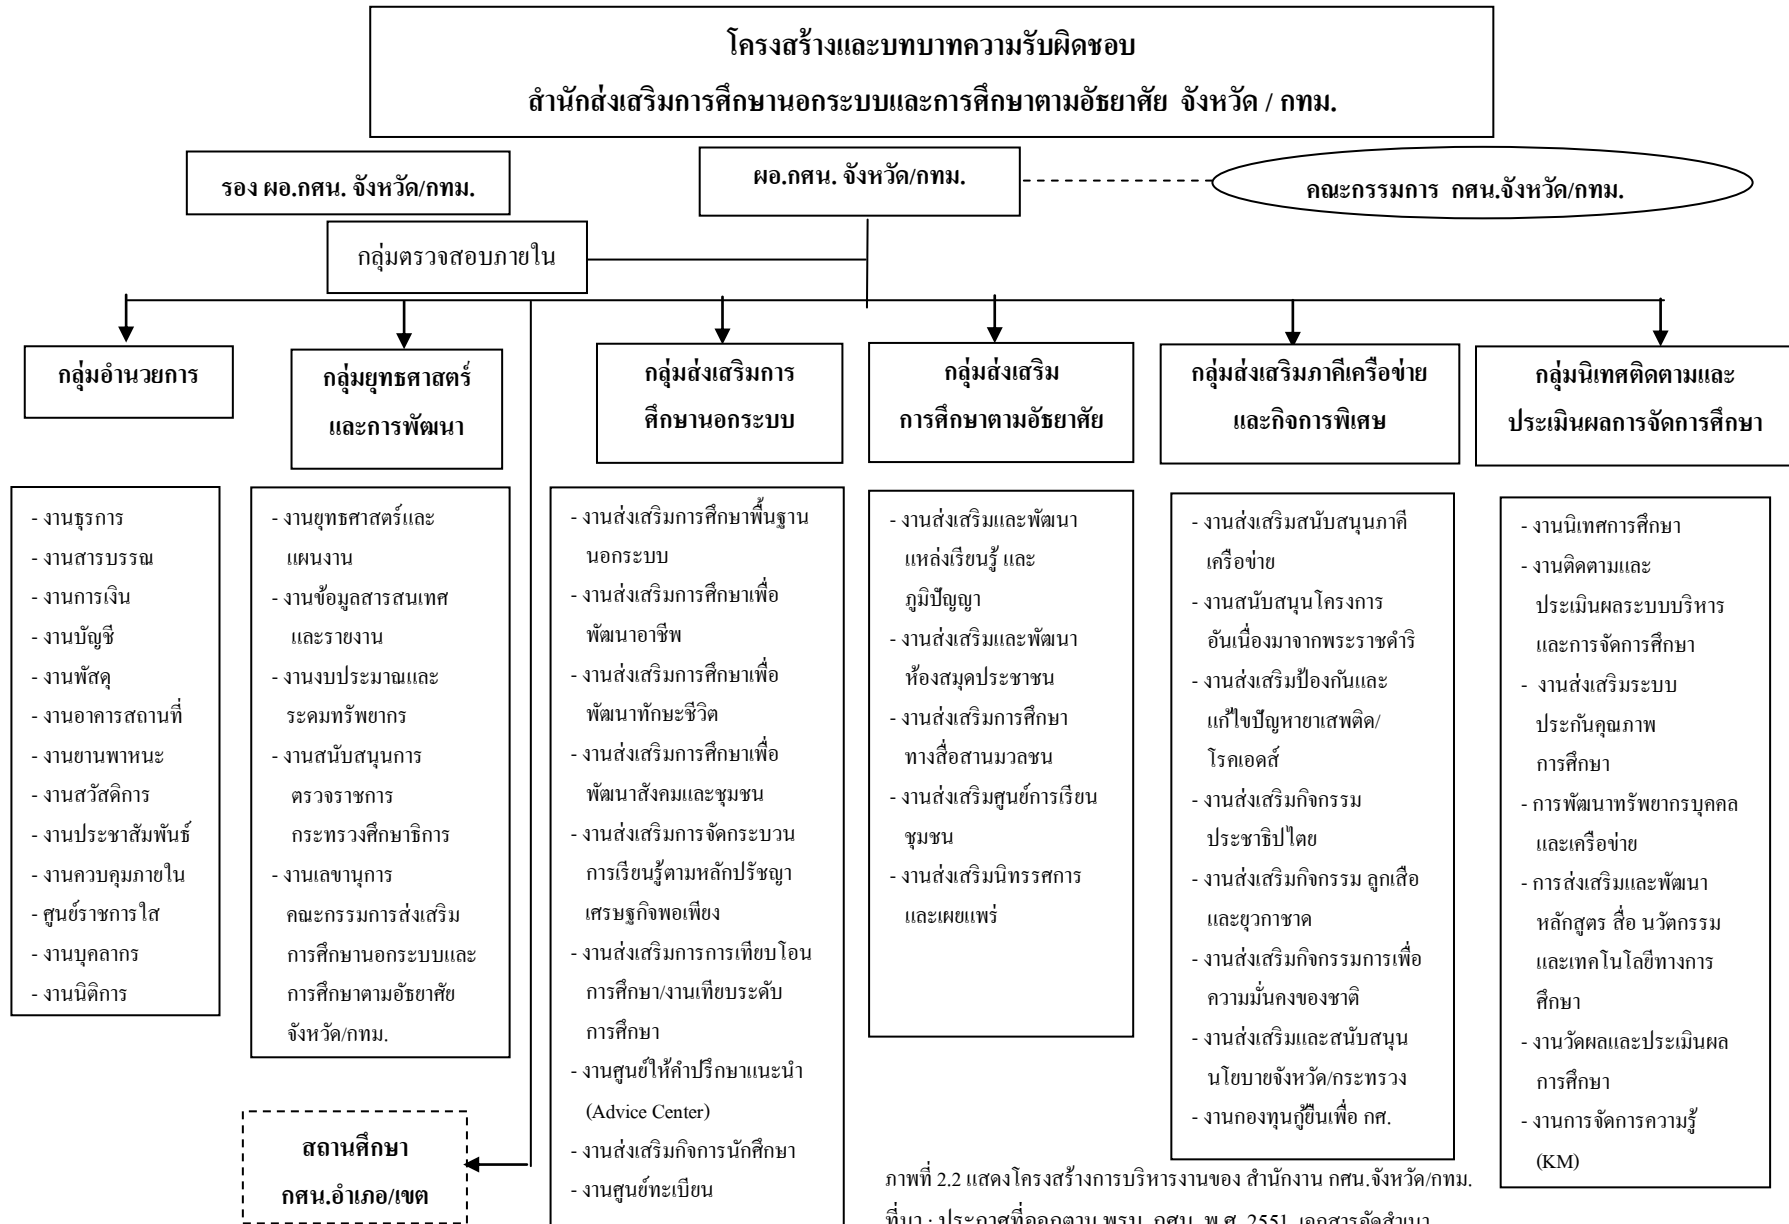 โครงสร้างและบทบาทความรับผิดชอบ
สำนักส่งเสริมการศึกษานอกระบบและการศึกษาตามอัธยาศัย จังหวัด / กทม.
รอง ผอ.กศน. จังหวัด/กทม.
ผอ.กศน. จังหวัด/กทม.
คณะกรรมการ กศน.จังหวัด/กทม.
กลุ่มตรวจสอบภายใน
กลุ่มอำนวยการ
- งานธุรการ
- งานสารบรรณ
- งานการเงิน
- งานบัญชี
- งานพัสดุ
- งานอาคารสถานที่
- งานยานพาหนะ
- งานสวัสดิการ
- งานประชาสัมพันธ์
- งานควบคุมภายใน
- ศูนย์ราชการใส
- งานบุคลากร
- งานนิติการ
กลุ่มยุทธศาสตร์
และการพัฒนา
- งานยุทธศาสตร์และ
แผนงาน
- งานข้อมูลสารสนเทศ
และรายงาน
- งานงบประมาณและ
ระดมทรัพยากร
- งานสนับสนุนการ
ตรวจราชการ
กระทรวงศึกษาธิการ
- งานเลขานุการ
คณะกรรมการส่งเสริม
การศึกษานอกระบบและ
การศึกษาตามอัธยาศัย
จังหวัด/กทม.
สถานศึกษา
กศน.อำเภอ/เขต
กลุ่มส่งเสริมการ
ศึกษานอกระบบ
- งานส่งเสริมการศึกษาพื้นฐาน
นอกระบบ
- งานส่งเสริมการศึกษาเพื่อ
พัฒนาอาชีพ
- งานส่งเสริมการศึกษาเพื่อ
พัฒนาทักษะชีวิต
- งานส่งเสริมการศึกษาเพื่อ
พัฒนาสังคมและชุมชน
- งานส่งเสริมการจัดกระบวน
การเรียนรู้ตามหลักปรัชญา
เศรษฐกิจพอเพียง
- งานส่งเสริมการการเทียบโอน
การศึกษา/งานเทียบระดับ
การศึกษา
- งานศูนย์ให้คำปรึกษาแนะนำ
(Advice Center)
- งานส่งเสริมกิจการนักศึกษา
- งานศูนย์ทะเบียน
กลุ่มส่งเสริม
การศึกษาตามอัธยาศัย
- งานส่งเสริมและพัฒนา
แหล่งเรียนรู้ และ
ภูมิปัญญา
- งานส่งเสริมและพัฒนา
ห้องสมุดประชาชน
- งานส่งเสริมการศึกษา
ทางสื่อสานมวลชน
- งานส่งเสริมศูนย์การเรียน
ชุมชน
- งานส่งเสริมนิทรรศการ
และเผยแพร่
กลุ่มส่งเสริมภาคีเครือข่าย
และกิจการพิเศษ
- งานส่งเสริมสนับสนุนภาคี
เครือข่าย
- งานสนับสนุนโครงการ
อันเนื่องมาจากพระราชดำริ
- งานส่งเสริมป้องกันและ
แก้ไขปัญหายาเสพติด/
โรคเอดส์
- งานส่งเสริมกิจกรรม
ประชาธิปไตย
- งานส่งเสริมกิจกรรม ลูกเสือ
และยุวกาชาด
- งานส่งเสริมกิจกรรมการเพื่อ
ความมั่นคงของชาติ
- งานส่งเสริมและสนับสนุน
นโยบายจังหวัด/กระทรวง
- งานกองทุนกู้ยืมเพื่อ กศ.
กลุ่มนิเทศติดตามและ
ประเมินผลการจัดการศึกษา
- งานนิเทศการศึกษา
- งานติดตามและ
ประเมินผลระบบบริหาร
และการจัดการศึกษา
- งานส่งเสริมระบบ
ประกันคุณภาพ
การศึกษา
- การพัฒนาทรัพยากรบุคคล
และเครือข่าย
- การส่งเสริมและพัฒนา
หลักสูตร สื่อ นวัตกรรม
และเทคโนโลยีทางการ
ศึกษา
- งานวัดผลและประเมินผล
การศึกษา
- งานการจัดการความรู้
(KM)
ภาพที่ 2.2 แสดงโครงสร้างการบริหารงานของ สำนักงาน กศน.จังหวัด/กทม.
ที่มา : ประกาศที่ออกตาม พรบ. กศน. พ.ศ. 2551 เอกสารอัดสำเนา